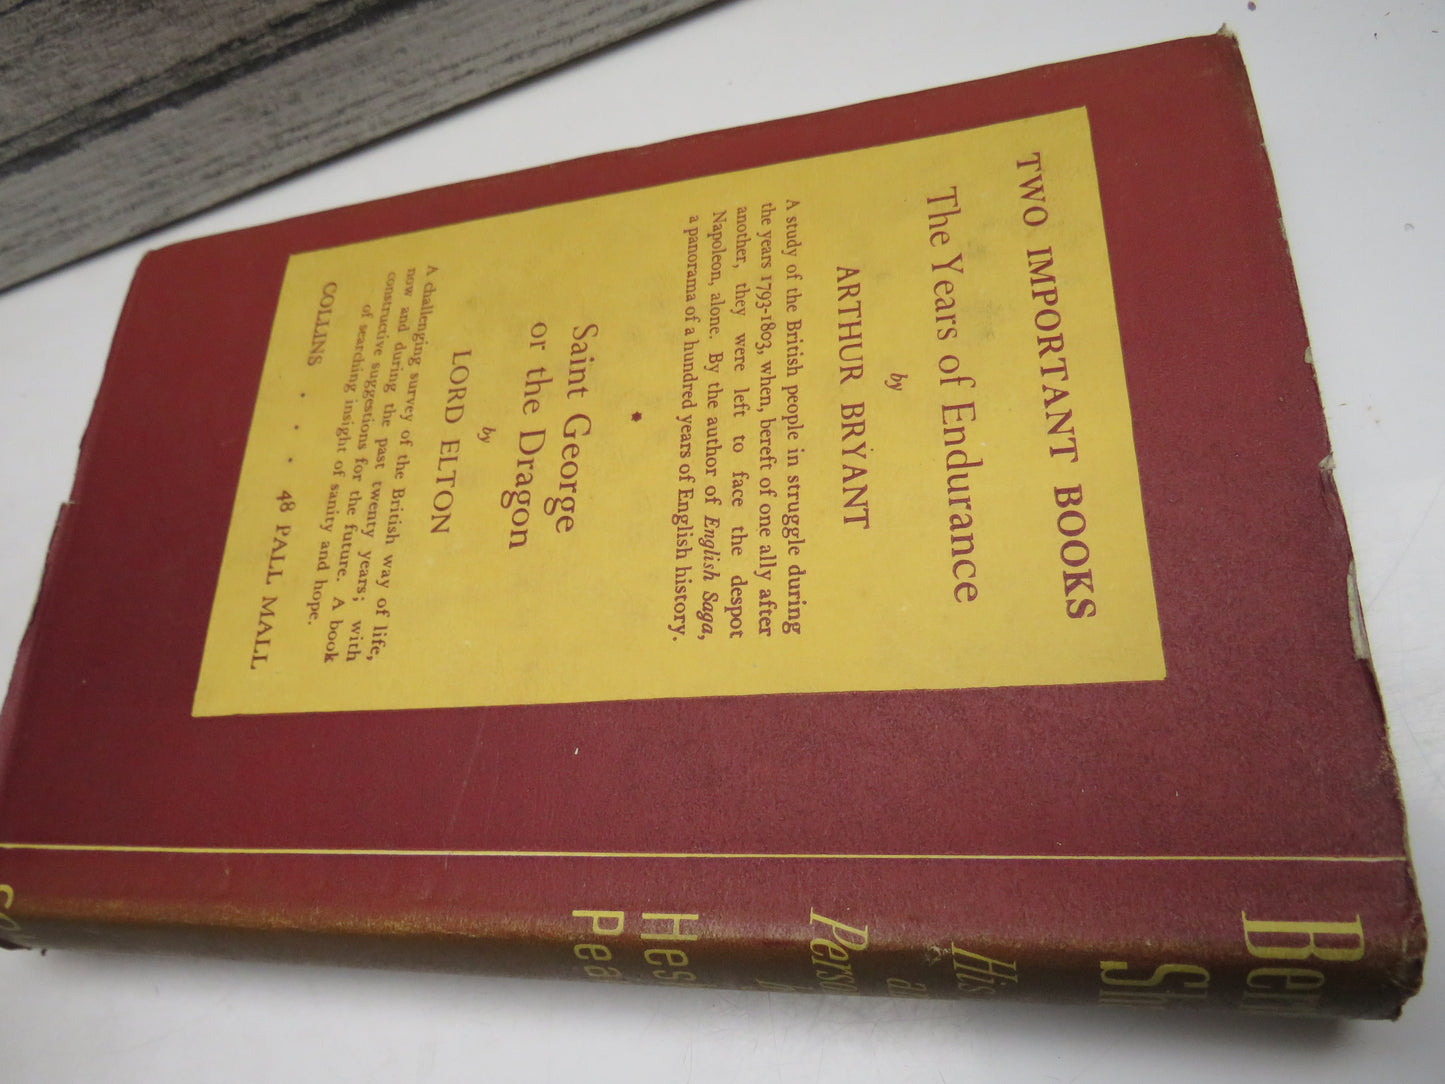 TWO IMPORTANT BOOKS
The Years of Endurance
by
ARTHUR BRYANT
A study of the British people in struggle during
the years 1793-1803, when, bereft of one ally after
another, they were left to face the despot
Napoleon, alone. By the author of English Saga,
a panorama of a hundred years of English history.
*
Saint George
or the Dragon
by
LORD ELTON
A challenging survey of the British way of life,
now and during the past twenty years; with
constructive suggestions for the future. A book
of searching insight of sanity and hope.
COLLINS . . . 48 PALL MALL
His